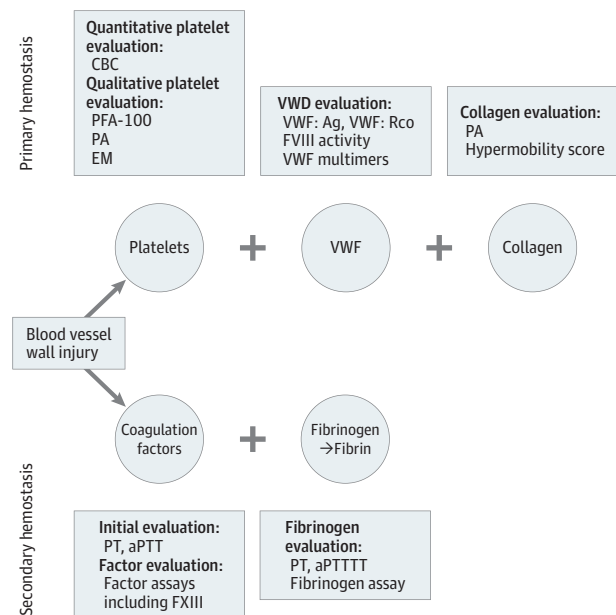 Primary hemostasis
Quantitative platelet
evaluation:
CBC
Qualitative platelet
evaluation:
PFA-100
PA
EM
VWD evaluation:
VWF: Ag, VWF: Rco
FVIII activity
VWF multimers
Collagen evaluation:
PA
Hypermobility score
Platelets
+
VWF
+
Collagen
Blood vessel
wall injury
Coagulation
factors
+
Fibrinogen
→Fibrin
Secondary hemostasis
Initial evaluation:
PT, aPTT
Factor evaluation:
Factor assays
including FXIII
Fibrinogen
evaluation:
PT, aPTTTT
Fibrinogen assay